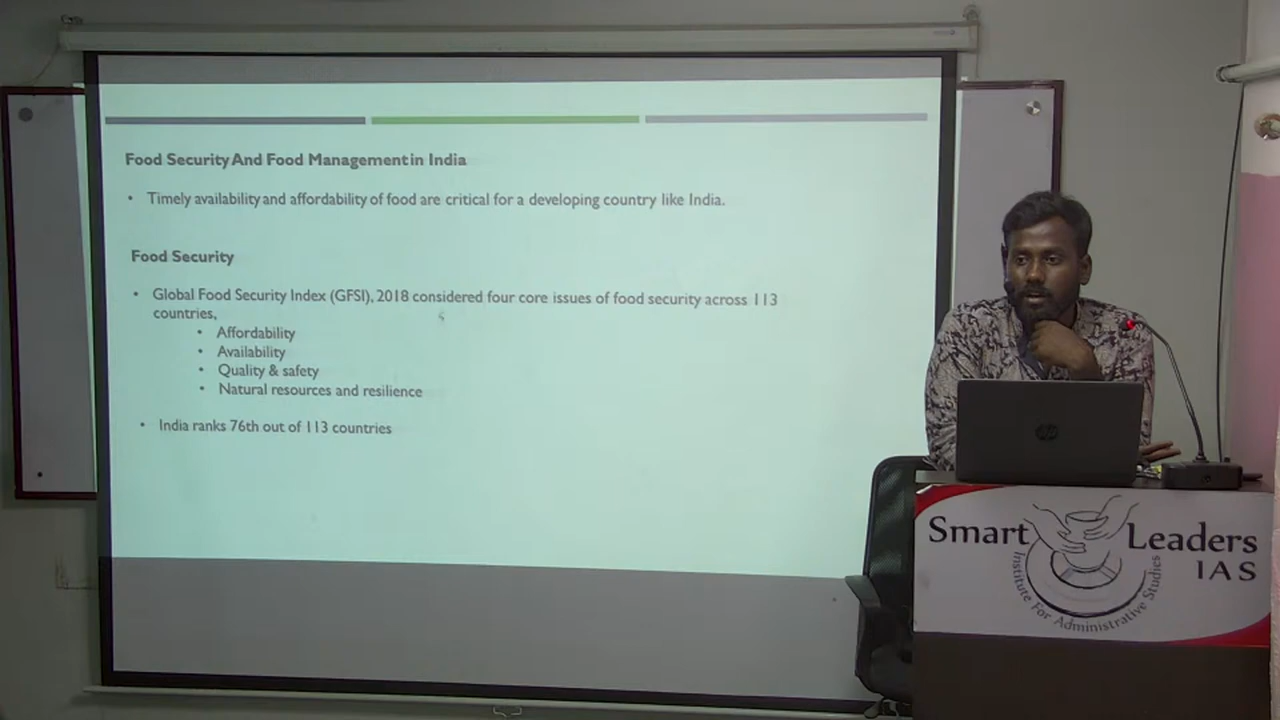 Food Security And Food Management in India
• Timely availability and affordability of food are critical for a developing country like India.
Food Security
• Global Food Security Index (GFSI), 2018 considered four core issues of food security across 113
countries,
• Affordability
• Availability
• Quality & safety
• Natural resources and resilience
• India ranks 76th out of 113 countries
Smart Leaders
IAS
Institute For Administrative Studies
hp